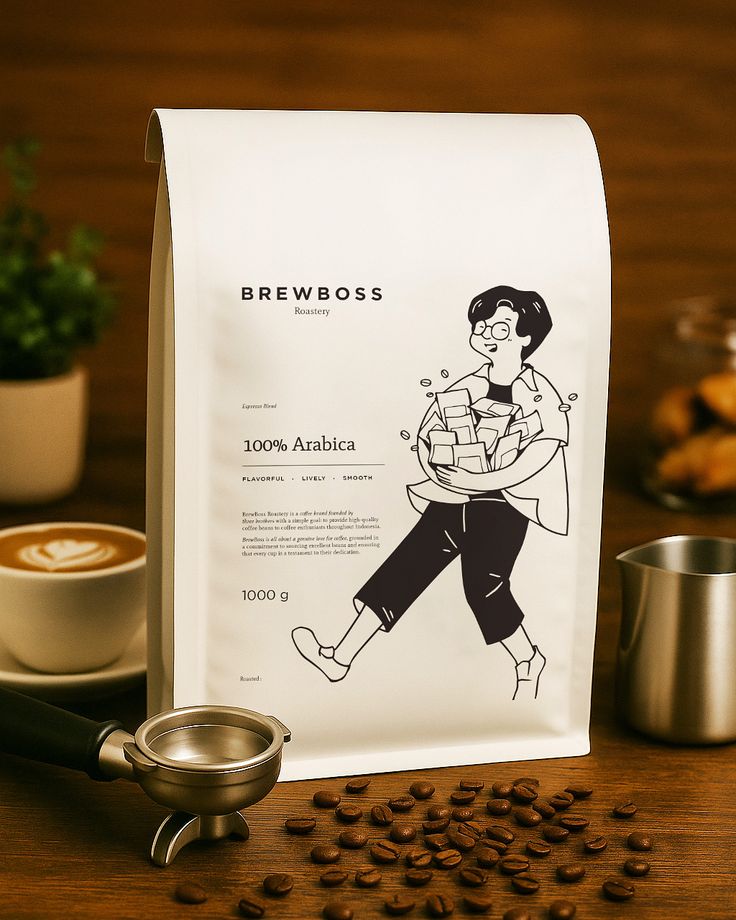 BREWBOSS
Roastery
Espresso Blend
100% Arabica
FLAVORFUL · LIVELY · SMOOTH
BrewBoss Roastery is a coffee brand founded by
three brothers with a simple goal: to provide high-quality
coffee beans to coffee enthusiasts throughout Indonesia.
BrewBoss is all about a genuine love for coffee, grounded in
a commitment to sourcing excellent beans and ensuring
that every cup is a testament to their dedication.
1000 g
Roasted :